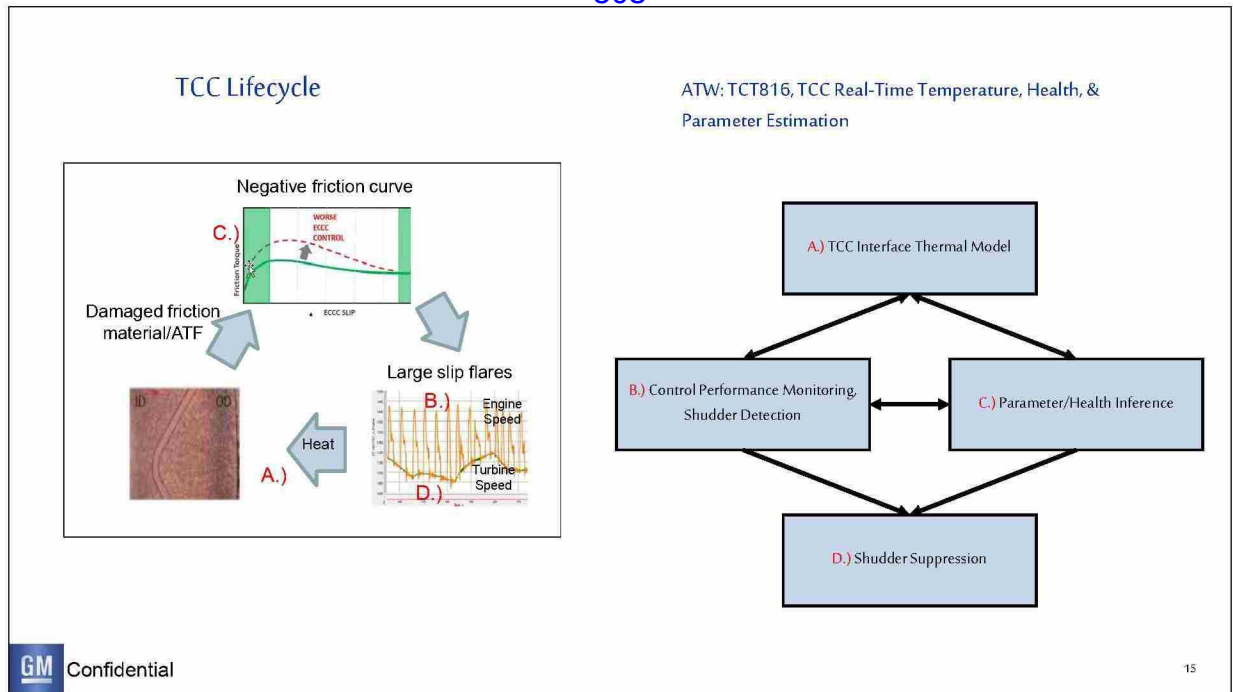 TCC Lifecycle
ATW: TCT816, TCC Real-Time Temperature, Health, &
Parameter Estimation
Negative friction curve
C.)
WORSE
ECCC
CONTROL
Friction Torque
ECCC SLIP
Damaged friction
material/ATF
Large slip flares
ID
OD
B.)
Engine
Speed
Heat
A.)
Turbine
Speed
D.)
A.) TCC Interface Thermal Model
B.) Control Performance Monitoring,
Shudder Detection
C.) Parameter/Health Inference
D.) Shudder Suppression
GM Confidential
15